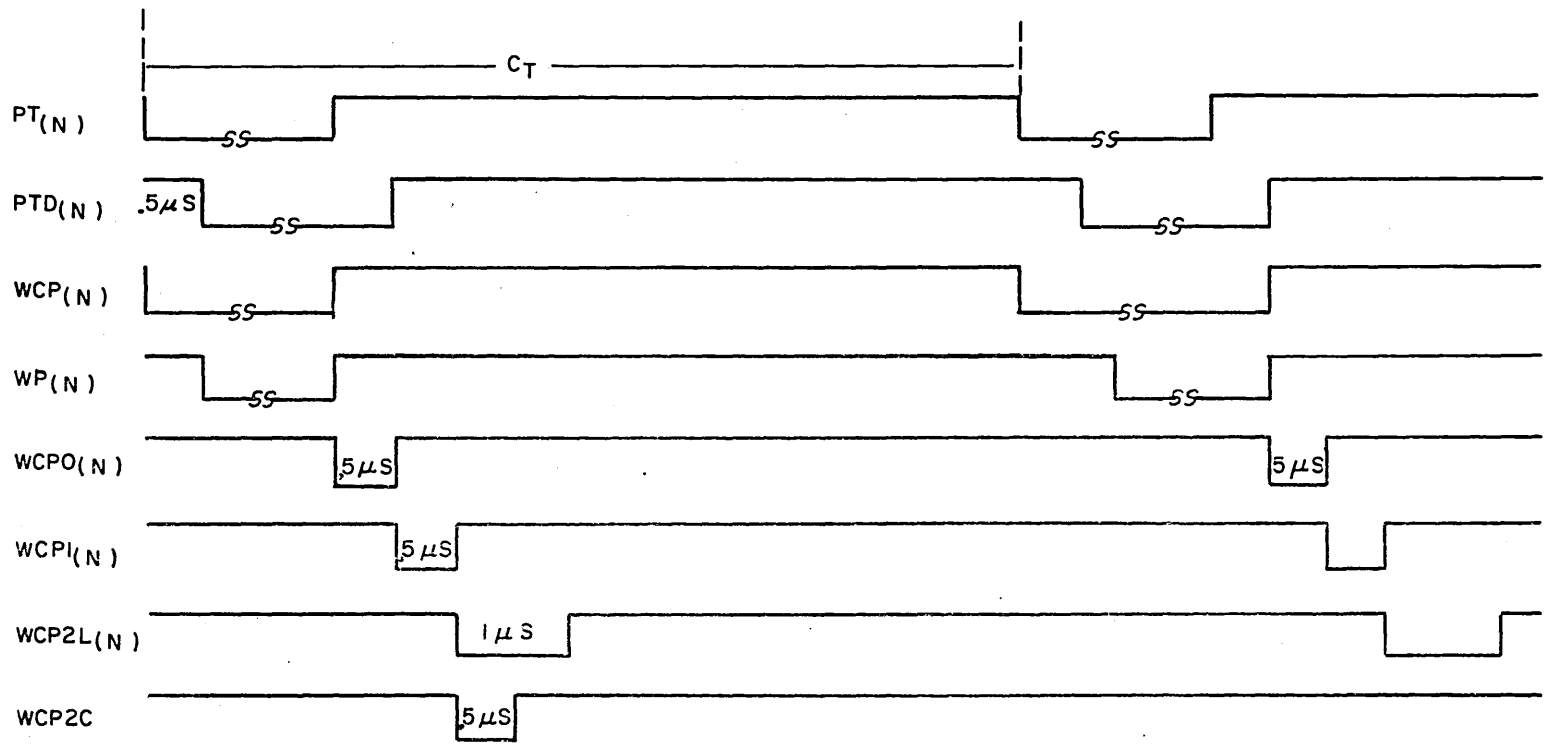 C_T
PT(N)
SS SS
PTD(N) .5μS SS SS
WCP(N) SS SS
WP(N) SS SS
WCPO(N) .5μS 5μS
WCPI(N) .5μS
WCP2L(N) 1μS
WCP2C .5μS